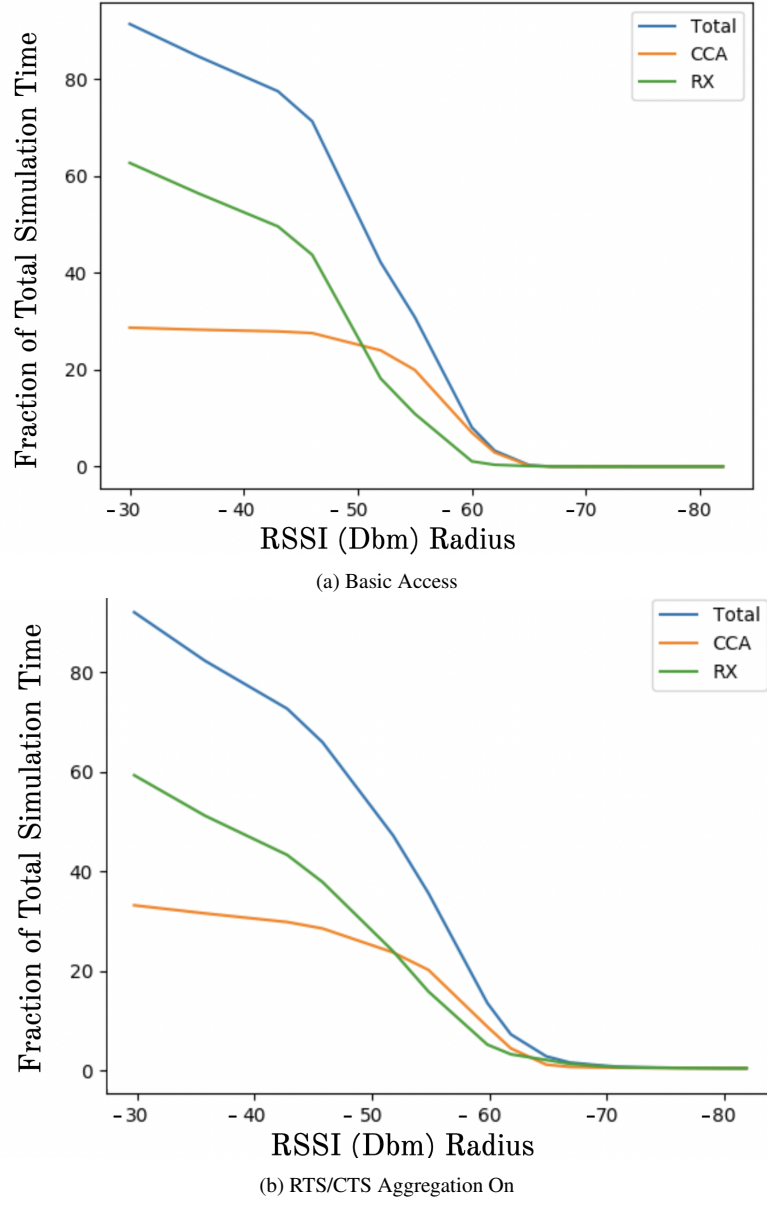 Fraction of Total Simulation Time
Total
CCA
RX
80
60
40
20
0
– 30
– 40
– 50
– 60
–70
–80
RSSI (Dbm) Radius
(a) Basic Access
Fraction of Total Simulation Time
Total
CCA
RX
80
60
40
20
0
– 30
– 40
– 50
– 60
–70
–80
RSSI (Dbm) Radius
(b) RTS/CTS Aggregation On